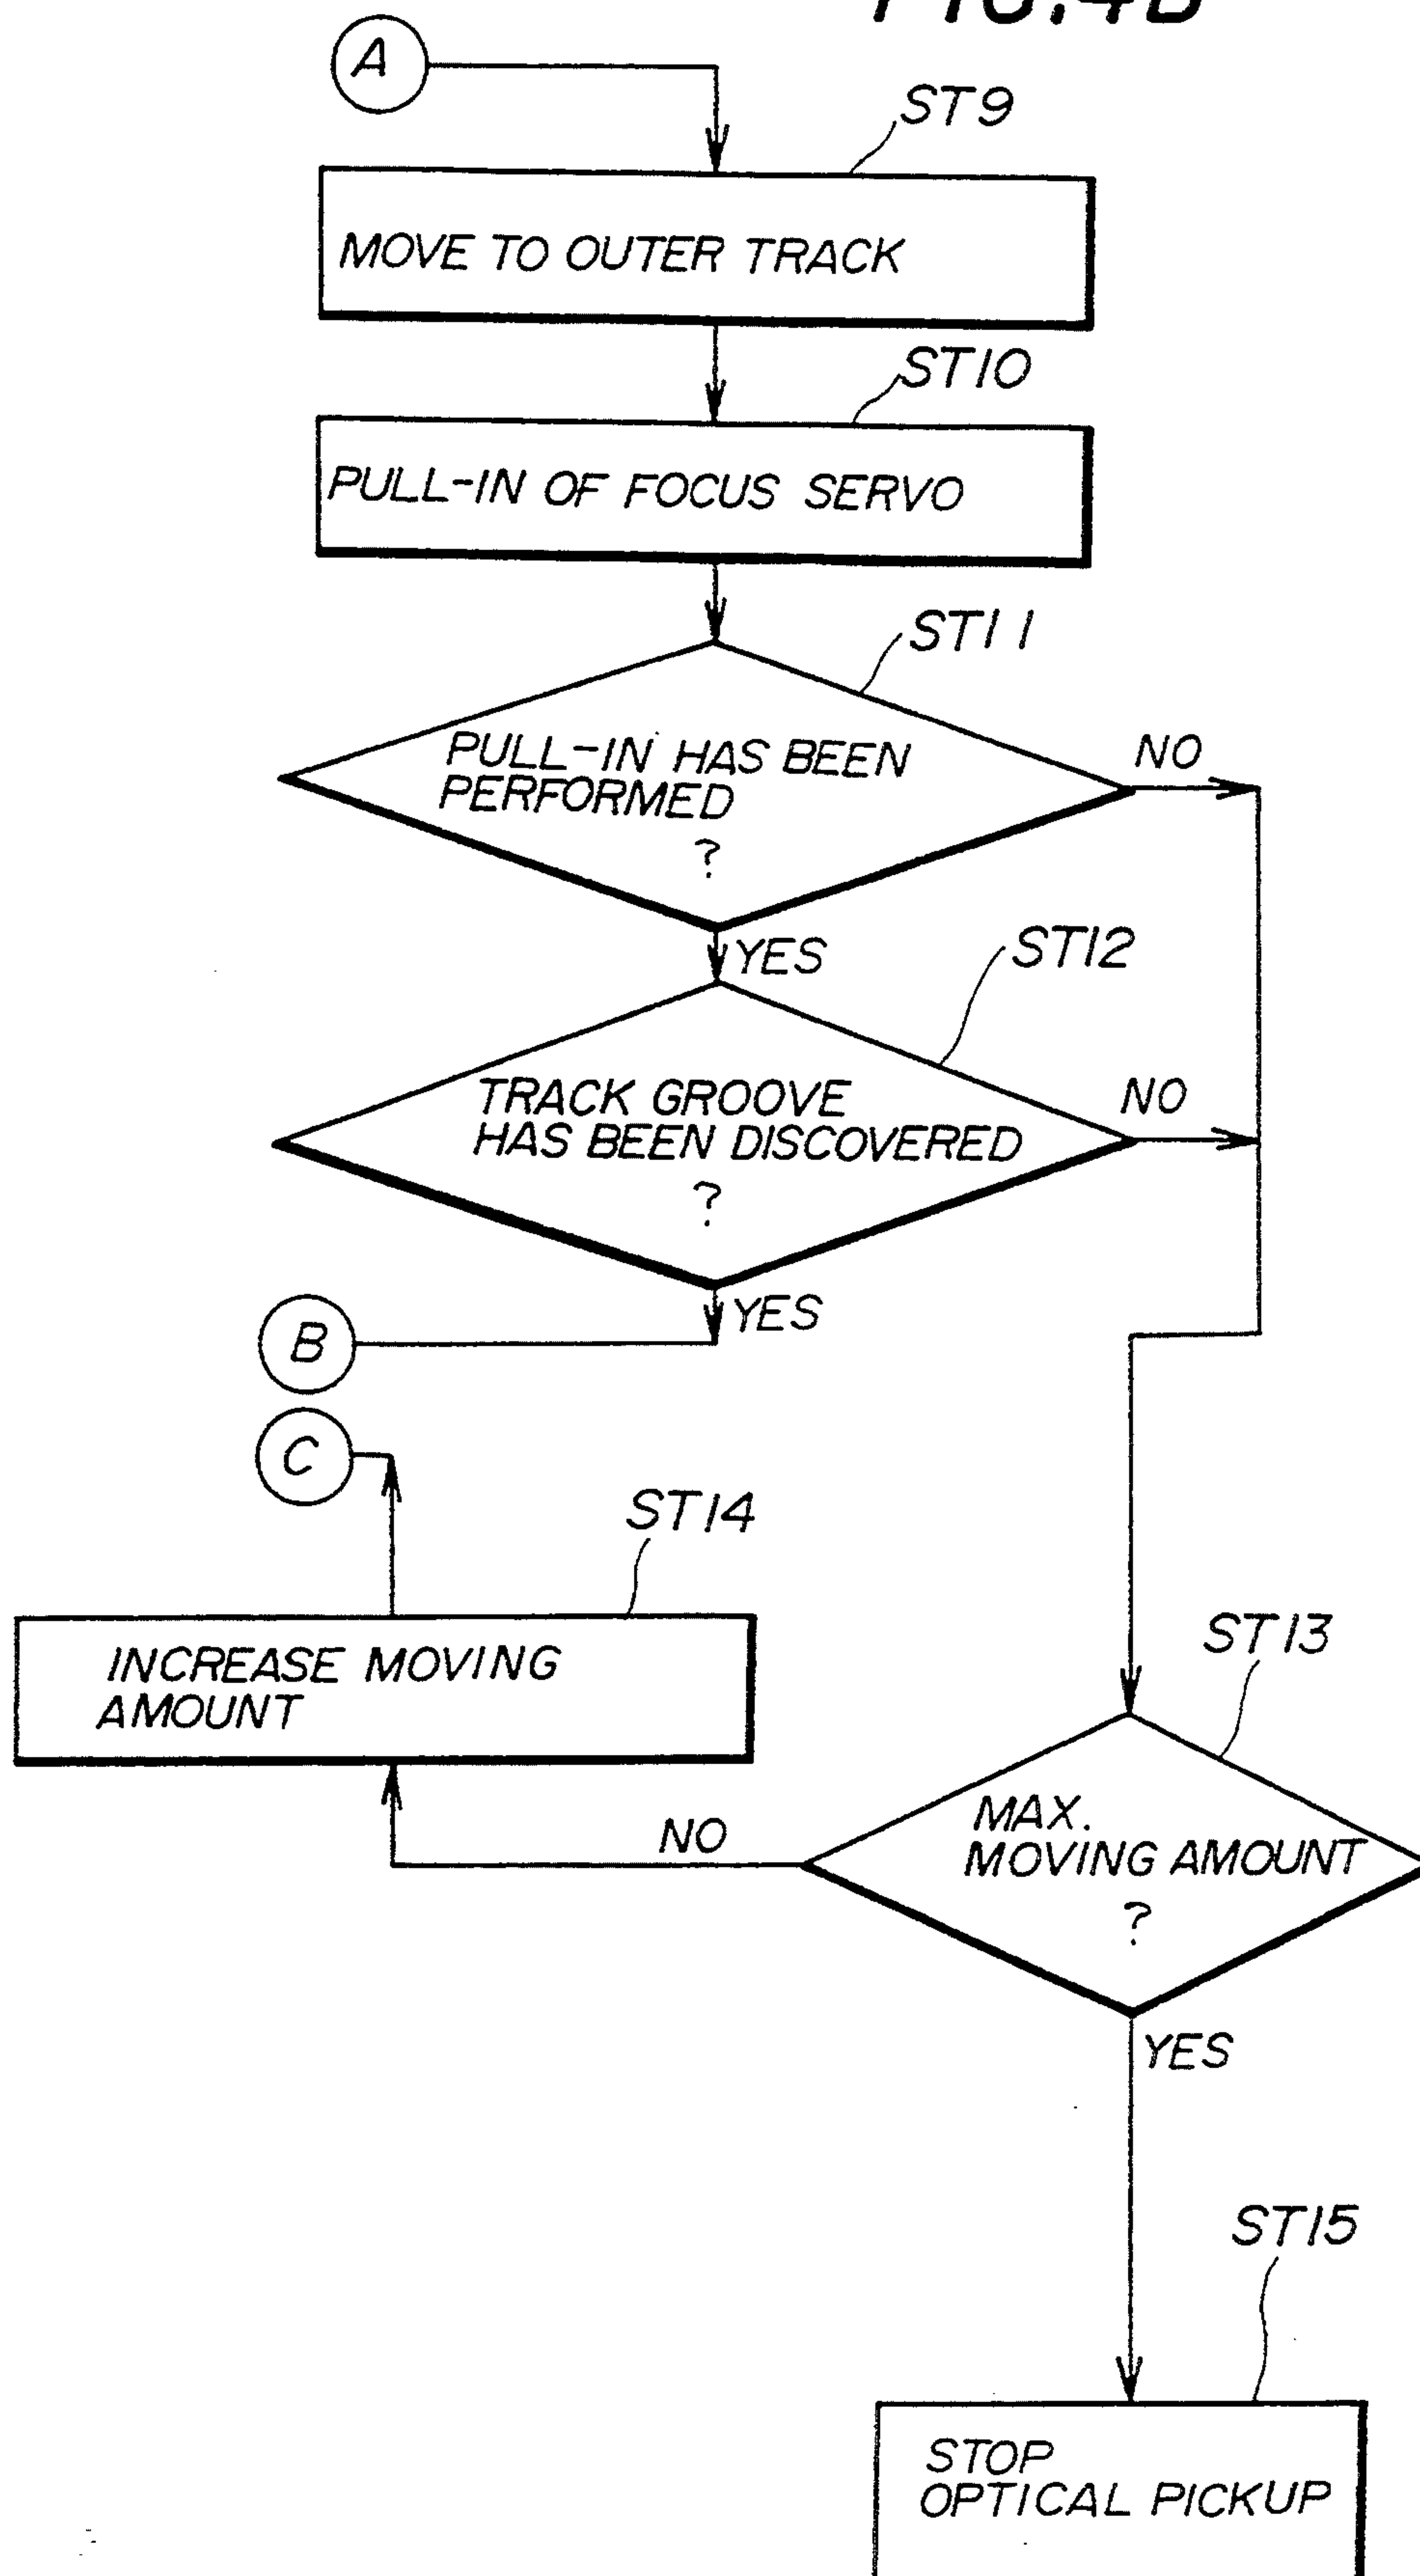 FIG. 4B
A
ST9
MOVE TO OUTER TRACK
ST10
PULL-IN OF FOCUS SERVO
ST11
PULL-IN HAS BEEN
PERFORMED
?
NO
YES
ST12
TRACK GROOVE
HAS BEEN DISCOVERED
?
NO
YES
B
C
ST14
INCREASE MOVING
AMOUNT
ST13
MAX.
MOVING AMOUNT
?
NO
YES
ST15
STOP
OPTICAL PICKUP